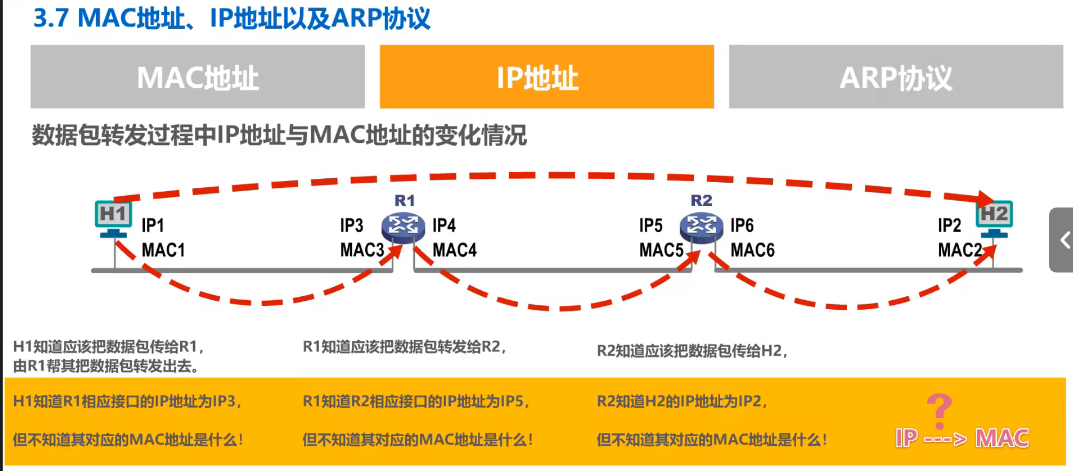 3.7 MAC地址、IP地址以及ARP协议
MAC地址
IP地址
ARP协议
数据包转发过程中IP地址与MAC地址的变化情况
H1
IP1
MAC1
R1
IP3
MAC3
IP4
MAC4
R2
IP5
MAC5
IP6
MAC6
H2
IP2
MAC2
H1知道应该把数据包传给R1，
由R1帮其把数据包转发出去。
R1知道应该把数据包转发给R2，
R2知道应该把数据包传给H2，
H1知道R1相应接口的IP地址为IP3，
但不知道其对应的MAC地址是什么！
R1知道R2相应接口的IP地址为IP5，
但不知道其对应的MAC地址是什么！
R2知道H2的IP地址为IP2，
但不知道其对应的MAC地址是什么！
？
IP ---> MAC